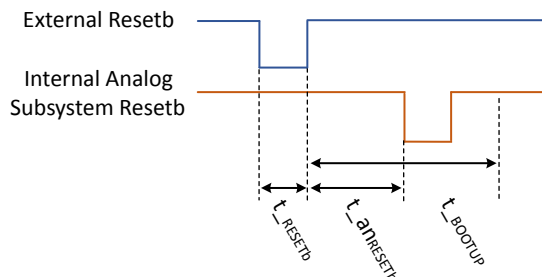 External Resetb
Internal Analog
Subsystem Resetb
t_RESETb
t_anRESETb
t_BOOTUP